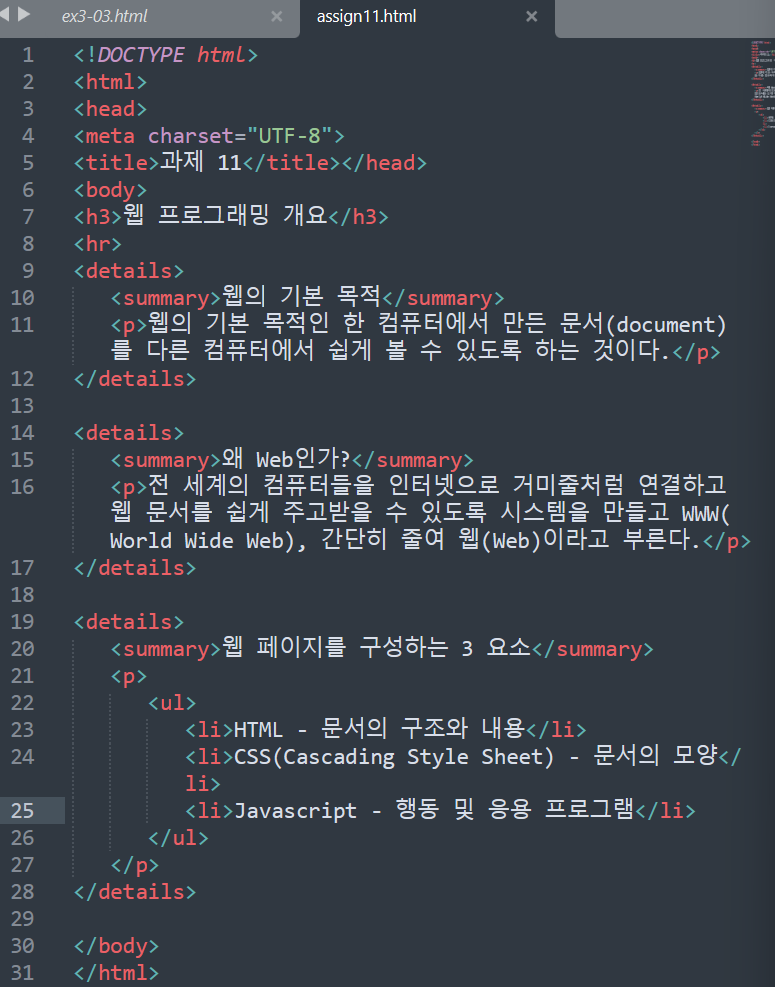 ex3-03.html × assign11.html ×
1 <!DOCTYPE html>
2 <html>
3 <head>
4 <meta charset="UTF-8">
5 <title>과제 11</title></head>
6 <body>
7 <h3>웹 프로그래밍 개요</h3>
8 <hr>
9 <details>
10 <summary>웹의 기본 목적</summary>
11 <p>웹의 기본 목적인 한 컴퓨터에서 만든 문서(document)
를 다른 컴퓨터에서 쉽게 볼 수 있도록 하는 것이다.</p>
12 </details>
13
14 <details>
15 <summary>왜 Web인가?</summary>
16 <p>전 세계의 컴퓨터들을 인터넷으로 거미줄처럼 연결하고
웹 문서를 쉽게 주고받을 수 있도록 시스템을 만들고 WWW(
World Wide Web), 간단히 줄여 웹(Web)이라고 부른다.</p>
17 </details>
18
19 <details>
20 <summary>웹 페이지를 구성하는 3 요소</summary>
21 <p>
22 <ul>
23 <li>HTML - 문서의 구조와 내용</li>
24 <li>CSS(Cascading Style Sheet) - 문서의 모양</
li>
25 <li>Javascript - 행동 및 응용 프로그램</li>
26 </ul>
27 </p>
28 </details>
29
30 </body>
31 </html>